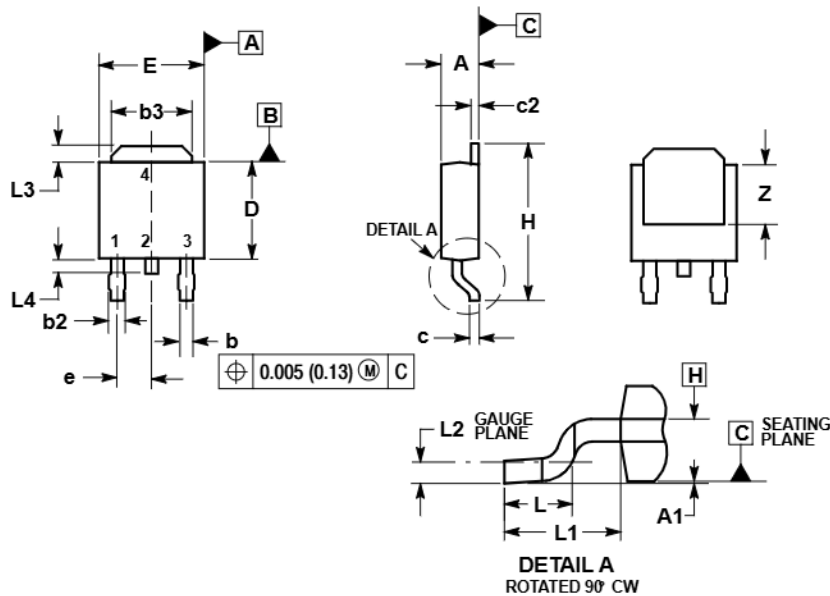 A
E
b3
B
L3
4
D
1 2 3
L4
b2
b
e
⌖ 0.005 (0.13) Ⓜ C
C
A
c2
DETAIL A
H
c
Z
H
L2 GAUGE
PLANE
C SEATING
PLANE
L
L1
A1
DETAIL A
ROTATED 90° CW